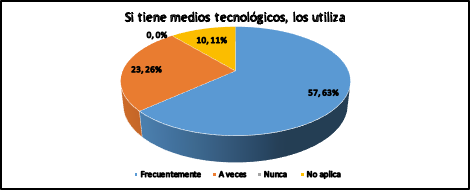 Si tiene medios tecnológicos, los utiliza
0, 0%
10, 11%
23, 26%
57, 63%
Frecuentemente A veces Nunca No aplica